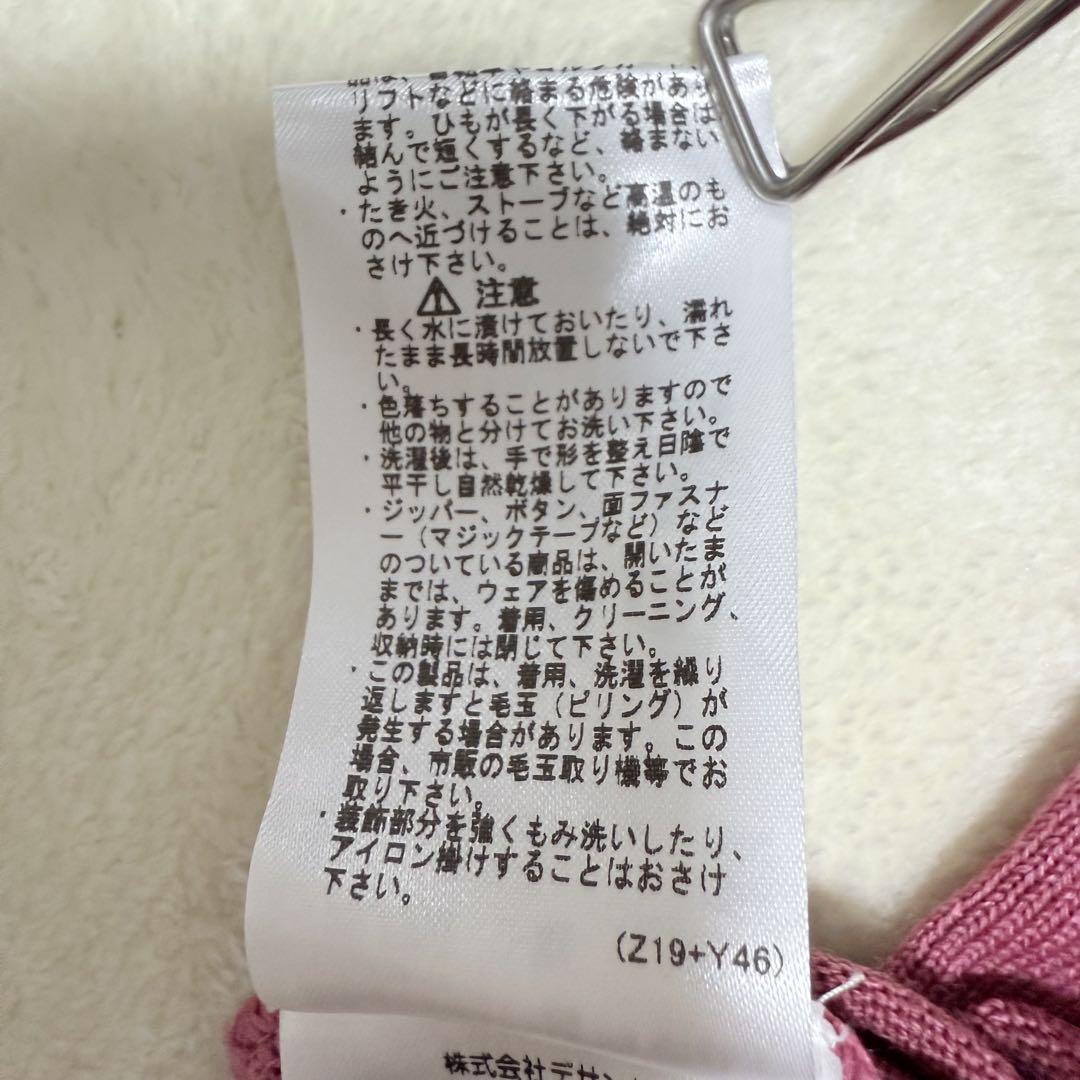 リフトなどに絡まる危険があり
ます。ひもが長く下がる場合は
結んで短くするなど、絡まない
ようにご注意下さい。
・たき火、ストーブなど高温のも
のへ近づけることは、絶対にお
さけ下さい。
注意
・長く水に漬けておいたり、濡れ
たまま長時間放置しないで下さ
い。
・色落ちすることがありますので
他の物と分けてお洗い下さい。
・洗濯後は、手で形を整え日陰で
平干し自然乾燥して下さい。
・ジッパー、ボタン、面ファスナ
ー（マジックテープなど）など
のついている商品は、開いたま
までは、ウェアを傷めることが
あります。着用、クリーニング、
収納時には閉じて下さい。
・この製品は、着用、洗濯を繰り
返しますと毛玉（ピリング）が
発生する場合があります。この
場合、市販の毛玉取り機等でお
取り下さい。
・装飾部分を強くもみ洗いしたり、
アイロン掛けすることはおさけ
下さい。
(Z19+Y46)
株式会社デサン